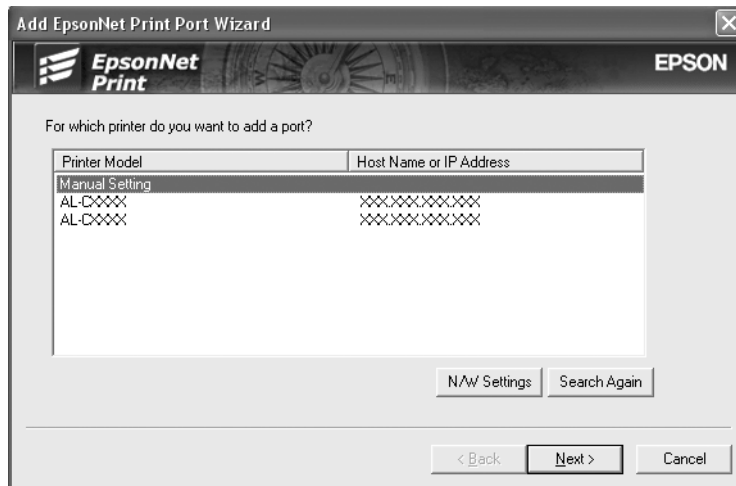 Add EpsonNet Print Port Wizard
EpsonNet
Print
EPSON
For which printer do you want to add a port?
Printer Model Host Name or IP Address
Manual Setting
AL-CXXXX XXX.XXX.XXX.XXX
AL-CXXXX XXX.XXX.XXX.XXX
N/W Settings Search Again
< Back Next > Cancel